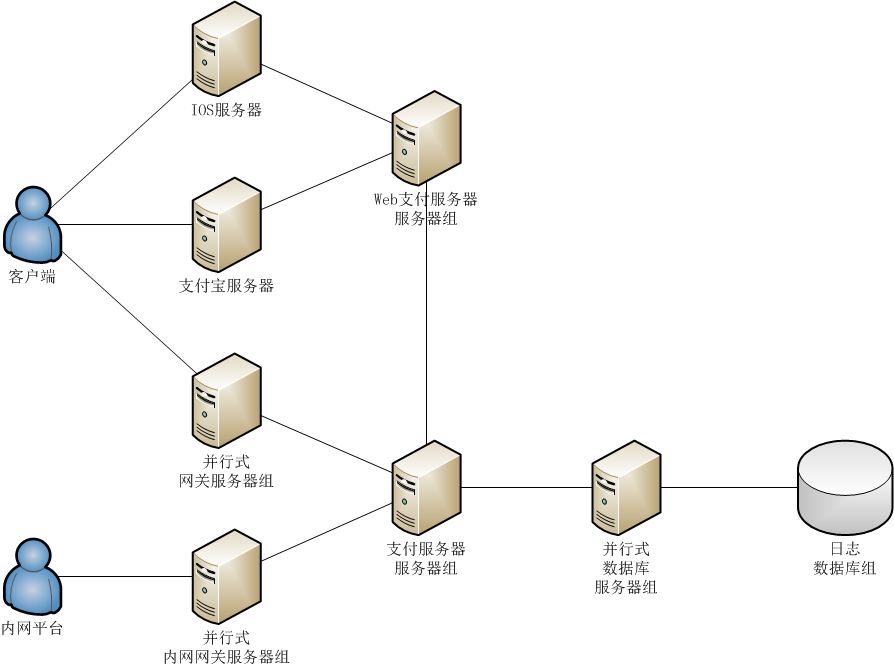 IOS服务器
Web支付服务器
服务器组
客户端
支付宝服务器
并行式
网关服务器组
支付服务器
服务器组
并行式
数据库
服务器组
日志
数据库组
内网平台
并行式
内网网关服务器组